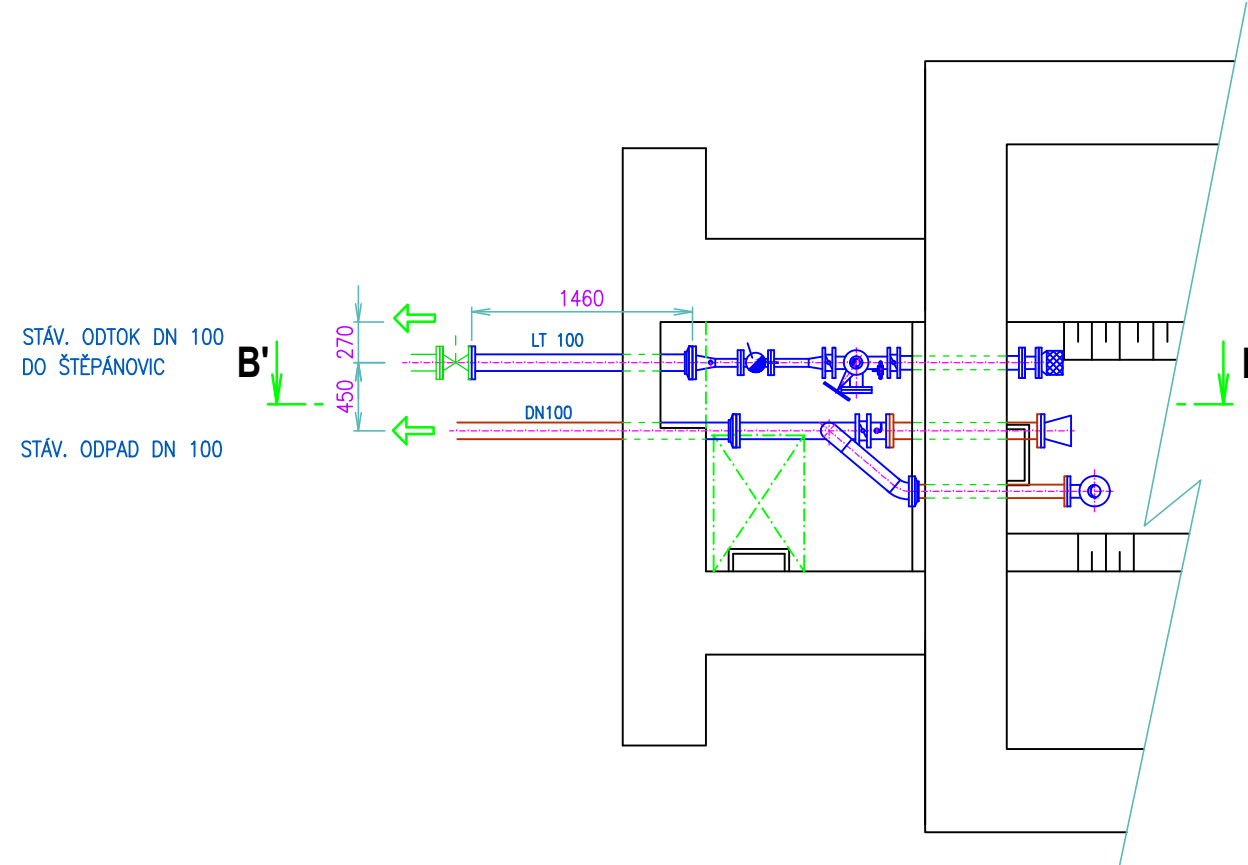 1460
STÁV. ODTOK DN 100
DO ŠTĚPÁNOVIC
270
LT 100
B'
450
DN100
STÁV. ODPAD DN 100